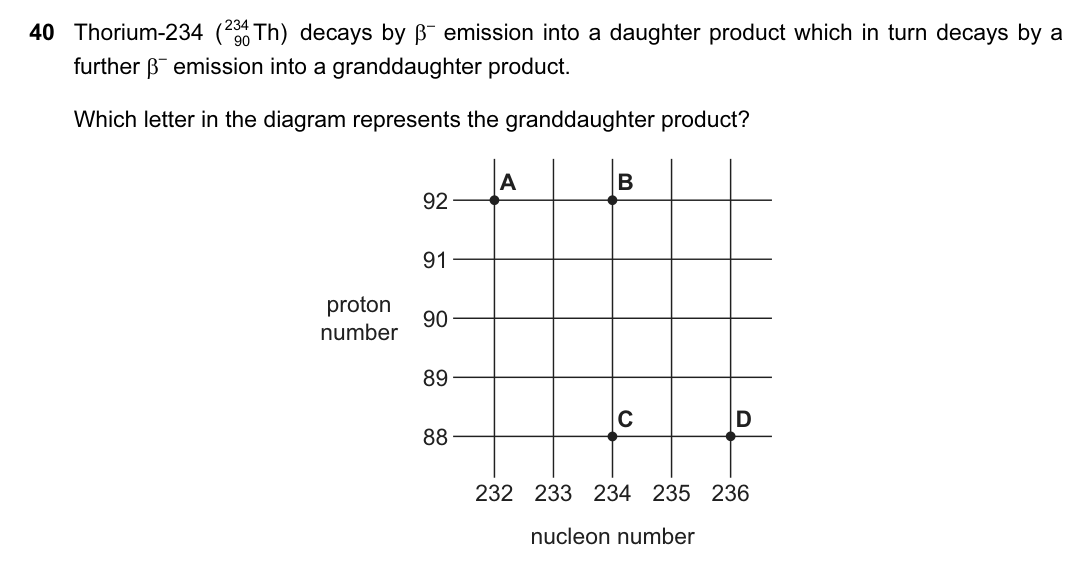 40 Thorium-234 (²³⁴₉₀Th) decays by β⁻ emission into a daughter product which in turn decays by a
further β⁻ emission into a granddaughter product.
Which letter in the diagram represents the granddaughter product?
A B
92
91
proton
number
90
89
C D
88
232 233 234 235 236
nucleon number